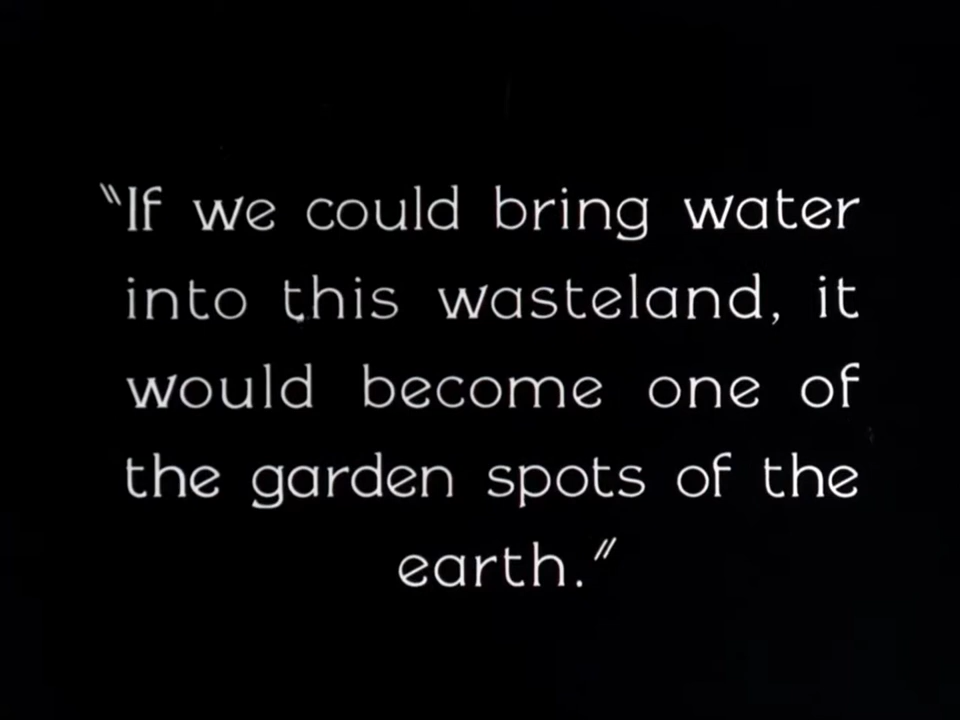 "If we could bring water
into this wasteland, it
would become one of
the garden spots of the
earth."